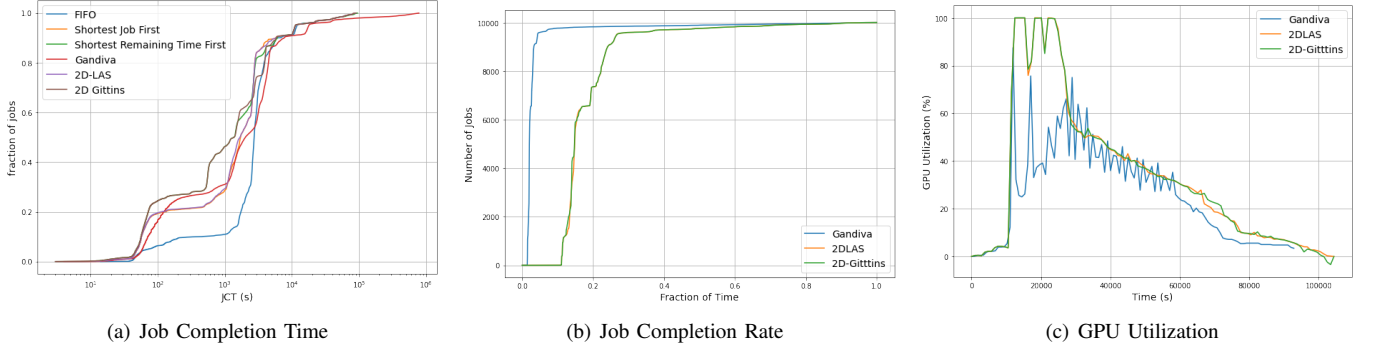 FIFO
Shortest Job First
Shortest Remaining Time First
Gandiva
2D-LAS
2D Gittins
fraction of jobs
1.0
0.8
0.6
0.4
0.2
0.0
10¹
10²
10³
10⁴
10⁵
10⁶
JCT (s)
(a) Job Completion Time
Number of Jobs
10000
8000
6000
4000
2000
0
0.0
0.2
0.4
0.6
0.8
1.0
Fraction of Time
Gandiva
2DLAS
2D-Gitttins
(b) Job Completion Rate
GPU Utilization (%)
100
80
60
40
20
0
0
20000
40000
60000
80000
100000
Time (s)
Gandiva
2DLAS
2D-Gitttins
(c) GPU Utilization